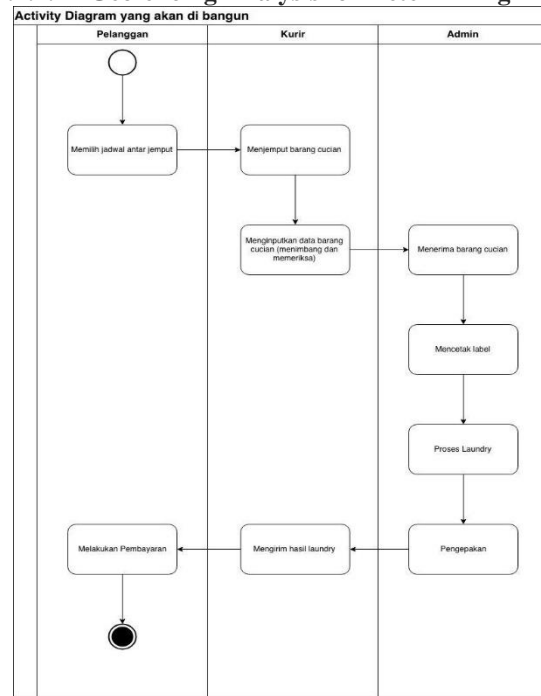 Activity Diagram yang akan di bangun
Pelanggan
Kurir
Admin
Memilih jadwal antar jemput
Menjemput barang cucian
Menginputkan data barang
cucian (menimbang dan
memeriksa)
Menerima barang cucian
Mencetak label
Proses Laundry
Melakukan Pembayaran
Mengirim hasil laundry
Pengepakan